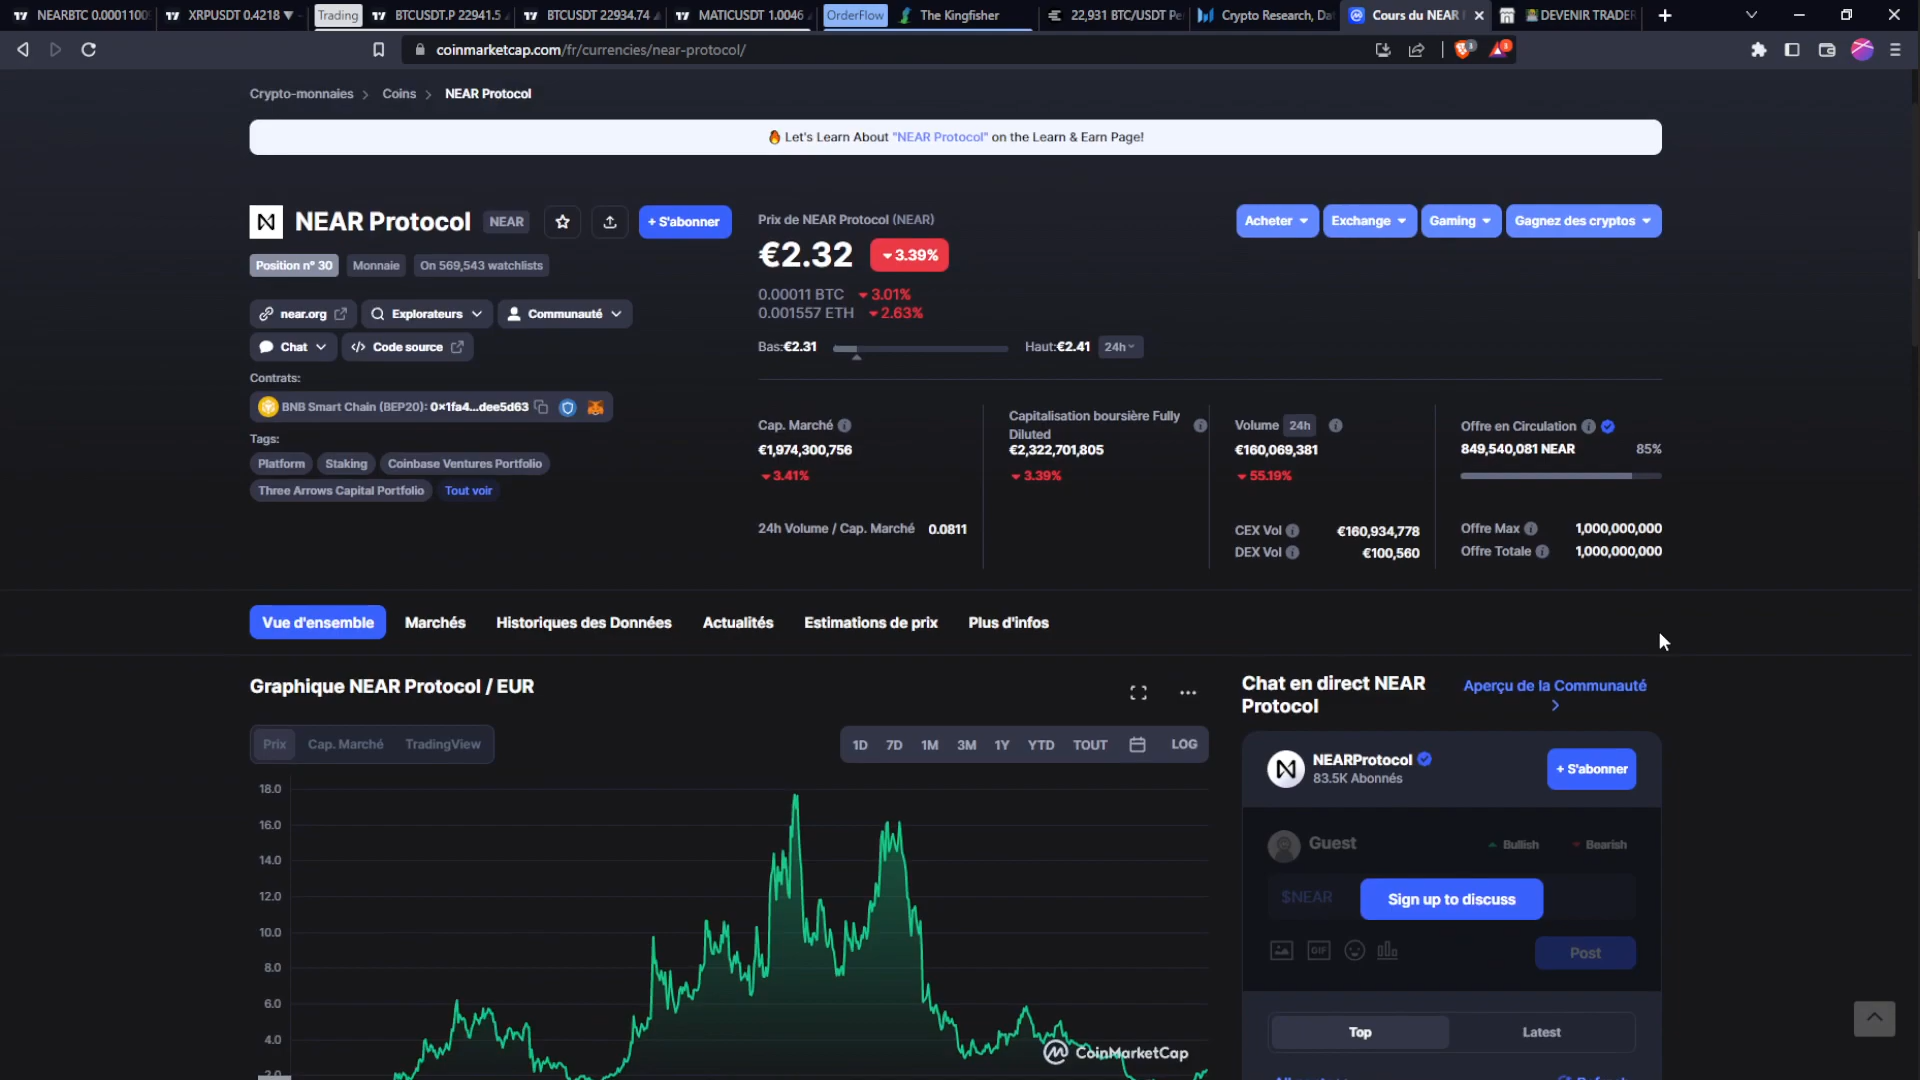 NEARBTC 0.0001100
XRPUSDT 0.4218 ▼
Trading
BTCUSDT.P 22941.5
BTCUSDT 22934.74
MATICUSDT 1.0046
OrderFlow
The Kingfisher
22,931 BTC/USDT Pe
Crypto Research, Da
Cours du NEAR
DEVENIR TRADER
coinmarketcap.com/fr/currencies/near-protocol/
Crypto-monnaies > Coins > NEAR Protocol
Let's Learn About "NEAR Protocol" on the Learn & Earn Page!
NEAR Protocol NEAR
+ S'abonner
Position n° 30 Monnaie On 569,543 watchlists
near.org Explorateurs Communauté
Chat Code source
Contrats:
BNB Smart Chain (BEP20): 0x1fa4...dee5d63
Tags:
Platform Staking Coinbase Ventures Portfolio
Three Arrows Capital Portfolio Tout voir
Prix de NEAR Protocol (NEAR)
€2.32 3.39%
0.00011 BTC 3.01%
0.001557 ETH 2.63%
Bas:€2.31 Haut:€2.41 24h
Acheter Exchange Gaming Gagnez des cryptos
Cap. Marché
€1,974,300,756
3.41%
24h Volume / Cap. Marché 0.0811
Capitalisation boursière Fully
Diluted
€2,322,701,805
3.39%
Volume 24h
€160,069,381
55.19%
CEX Vol €160,934,778
DEX Vol €100,560
Offre en Circulation
849,540,081 NEAR 85%
Offre Max 1,000,000,000
Offre Totale 1,000,000,000
Vue d'ensemble Marchés Historiques des Données Actualités Estimations de prix Plus d'infos
Graphique NEAR Protocol / EUR
Prix Cap. Marché TradingView
1D 7D 1M 3M 1Y YTD TOUT LOG
18.0
16.0
14.0
12.0
10.0
8.0
6.0
4.0
2.0
CoinMarketCap
Chat en direct NEAR
Protocol
Aperçu de la Communauté
NEARProtocol
83.5K Abonnés
+ S'abonner
Guest
Bullish Bearish
$NEAR
Sign up to discuss
GIF
Post
Top Latest